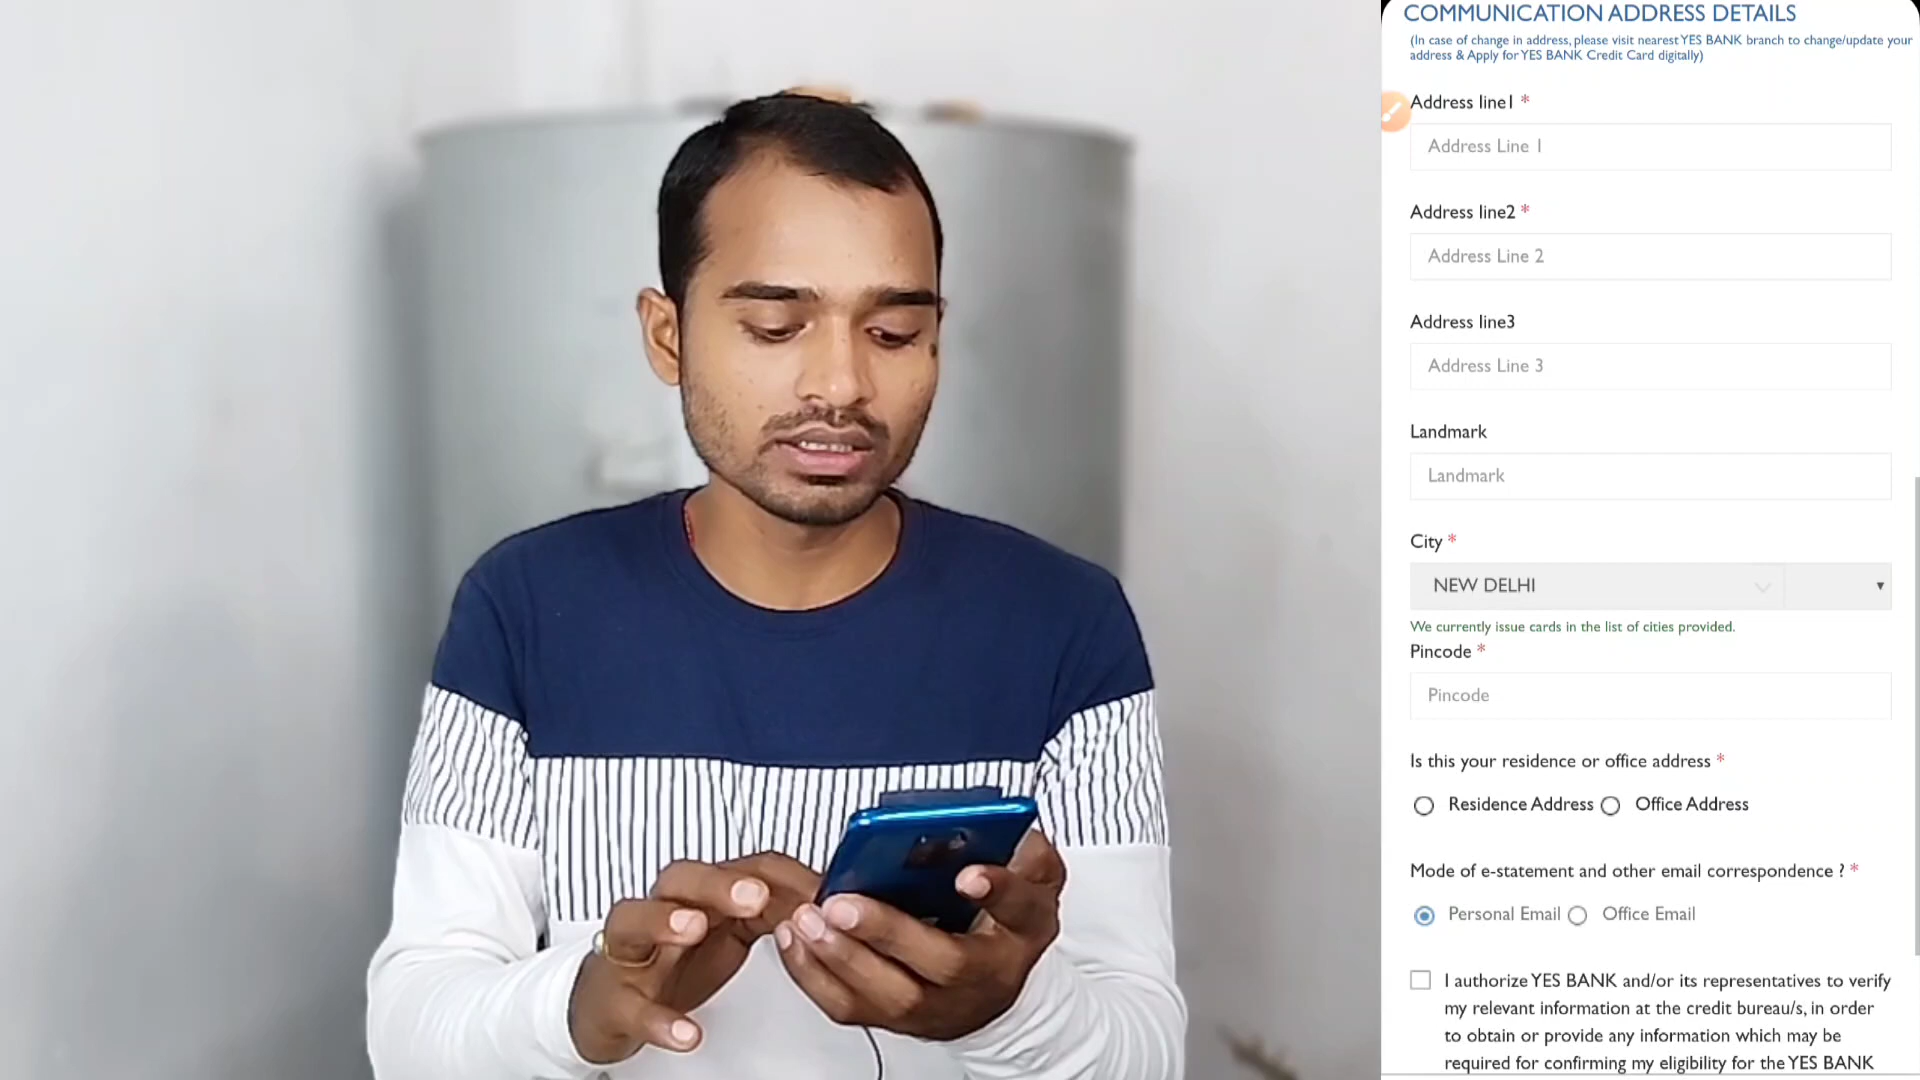 COMMUNICATION ADDRESS DETAILS
(In case of change in address, please visit nearest YES BANK branch to change/update your
address & Apply for YES BANK Credit Card digitally)
Address line1 *
Address Line 1
Address line2 *
Address Line 2
Address line3
Address Line 3
Landmark
Landmark
City *
NEW DELHI
We currently issue cards in the list of cities provided.
Pincode *
Pincode
Is this your residence or office address *
Residence Address Office Address
Mode of e-statement and other email correspondence ? *
Personal Email Office Email
I authorize YES BANK and/or its representatives to verify
my relevant information at the credit bureau/s, in order
to obtain or provide any information which may be
required for confirming my eligibility for the YES BANK